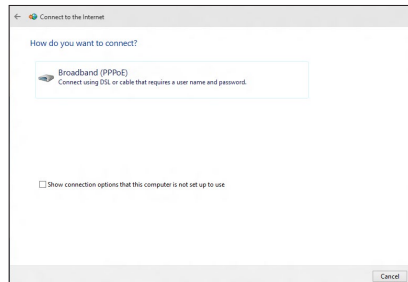 Connect to the Internet
How do you want to connect?
Broadband (PPPoE)
Connect using DSL or cable that requires a user name and password.
Show connection options that this computer is not set up to use
Cancel